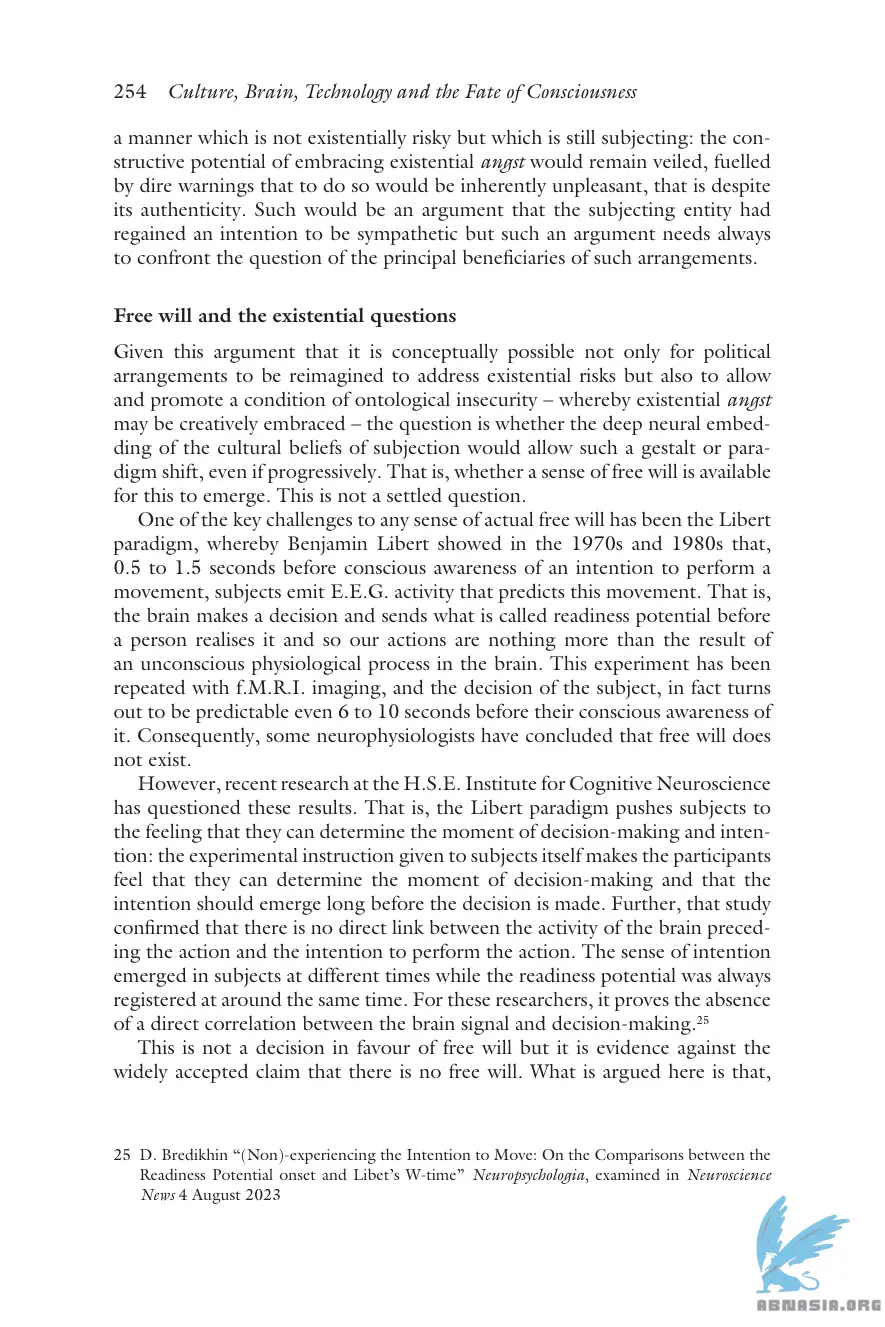 254 Culture, Brain, Technology and the Fate of Consciousness
a manner which is not existentially risky but which is still subjecting: the con-
structive potential of embracing existential angst would remain veiled, fuelled
by dire warnings that to do so would be inherently unpleasant, that is despite
its authenticity. Such would be an argument that the subjecting entity had
regained an intention to be sympathetic but such an argument needs always
to confront the question of the principal beneficiaries of such arrangements.
Free will and the existential questions
Given this argument that it is conceptually possible not only for political
arrangements to be reimagined to address existential risks but also to allow
and promote a condition of ontological insecurity – whereby existential angst
may be creatively embraced – the question is whether the deep neural embed-
ding of the cultural beliefs of subjection would allow such a gestalt or para-
digm shift, even if progressively. That is, whether a sense of free will is available
for this to emerge. This is not a settled question.
One of the key challenges to any sense of actual free will has been the Libert
paradigm, whereby Benjamin Libert showed in the 1970s and 1980s that,
0.5 to 1.5 seconds before conscious awareness of an intention to perform a
movement, subjects emit E.E.G. activity that predicts this movement. That is,
the brain makes a decision and sends what is called readiness potential before
a person realises it and so our actions are nothing more than the result of
an unconscious physiological process in the brain. This experiment has been
repeated with f.M.R.I. imaging, and the decision of the subject, in fact turns
out to be predictable even 6 to 10 seconds before their conscious awareness of
it. Consequently, some neurophysiologists have concluded that free will does
not exist.
However, recent research at the H.S.E. Institute for Cognitive Neuroscience
has questioned these results. That is, the Libert paradigm pushes subjects to
the feeling that they can determine the moment of decision-making and inten-
tion: the experimental instruction given to subjects itself makes the participants
feel that they can determine the moment of decision-making and that the
intention should emerge long before the decision is made. Further, that study
confirmed that there is no direct link between the activity of the brain preced-
ing the action and the intention to perform the action. The sense of intention
emerged in subjects at different times while the readiness potential was always
registered at around the same time. For these researchers, it proves the absence
of a direct correlation between the brain signal and decision-making.25
This is not a decision in favour of free will but it is evidence against the
widely accepted claim that there is no free will. What is argued here is that,
25 D. Bredikhin “(Non)-experiencing the Intention to Move: On the Comparisons between the
Readiness Potential onset and Libet’s W-time” Neuropsychologia, examined in Neuroscience
News 4 August 2023
ABNASIA.ORG